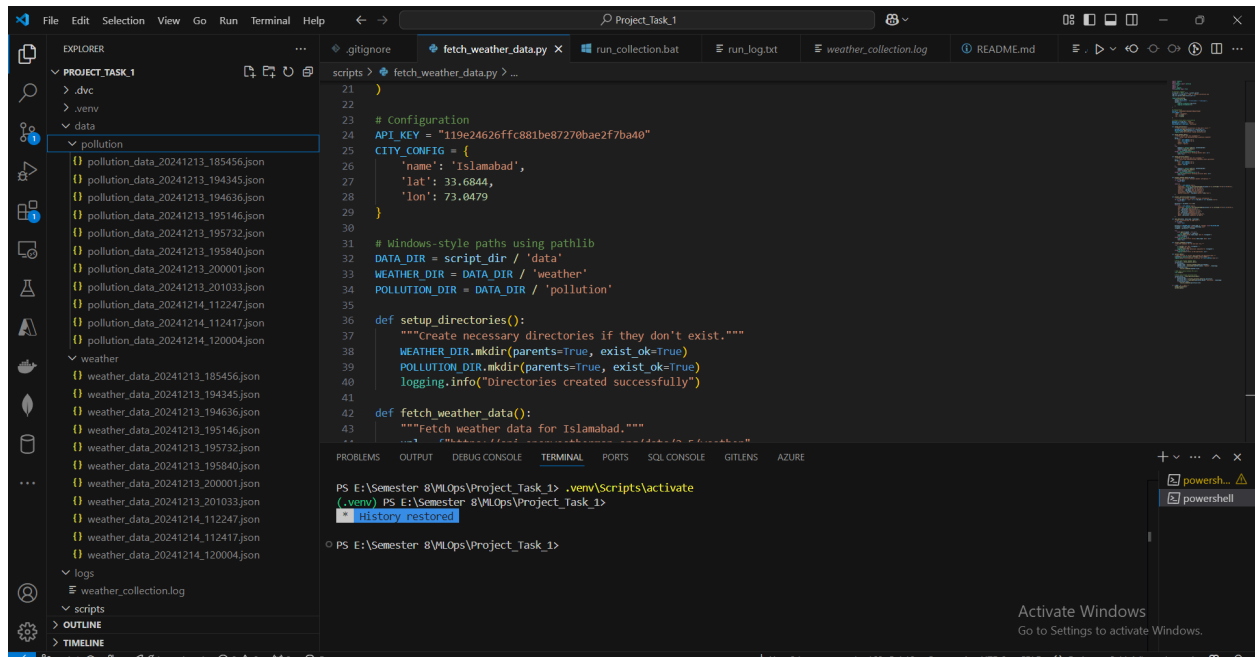 File Edit Selection View Go Run Terminal Help
Project_Task_1
EXPLORER
PROJECT_TASK_1
.dvc
.venv
data
pollution
pollution_data_20241213_185456.json
pollution_data_20241213_194345.json
pollution_data_20241213_194636.json
pollution_data_20241213_195146.json
pollution_data_20241213_195732.json
pollution_data_20241213_195840.json
pollution_data_20241213_200001.json
pollution_data_20241213_201033.json
pollution_data_20241214_112247.json
pollution_data_20241214_112417.json
pollution_data_20241214_120004.json
weather
weather_data_20241213_185456.json
weather_data_20241213_194345.json
weather_data_20241213_194636.json
weather_data_20241213_195146.json
weather_data_20241213_195732.json
weather_data_20241213_195840.json
weather_data_20241213_200001.json
weather_data_20241213_201033.json
weather_data_20241214_112247.json
weather_data_20241214_112417.json
weather_data_20241214_120004.json
logs
weather_collection.log
scripts
OUTLINE
TIMELINE
1
1
.gitignore fetch_weather_data.py run_collection.bat run_log.txt weather_collection.log README.md
scripts > fetch_weather_data.py > ...
21 )
22
23 # Configuration
24 API_KEY = "119e24626ffc881be87270bae2f7ba40"
25 CITY_CONFIG = {
26 'name': 'Islamabad',
27 'lat': 33.6844,
28 'lon': 73.0479
29 }
30
31 # Windows-style paths using pathlib
32 DATA_DIR = script_dir / 'data'
33 WEATHER_DIR = DATA_DIR / 'weather'
34 POLLUTION_DIR = DATA_DIR / 'pollution'
35
36 def setup_directories():
37 """Create necessary directories if they don't exist."""
38 WEATHER_DIR.mkdir(parents=True, exist_ok=True)
39 POLLUTION_DIR.mkdir(parents=True, exist_ok=True)
40 logging.info("Directories created successfully")
41
42 def fetch_weather_data():
43 """Fetch weather data for Islamabad."""
PROBLEMS OUTPUT DEBUG CONSOLE TERMINAL PORTS SQL CONSOLE GITLENS AZURE
PS E:\Semester 8\MLOps\Project_Task_1> .venv\Scripts\activate
(.venv) PS E:\Semester 8\MLOps\Project_Task_1>
* History restored
PS E:\Semester 8\MLOps\Project_Task_1>
powersh...
powershell
Activate Windows
Go to Settings to activate Windows.